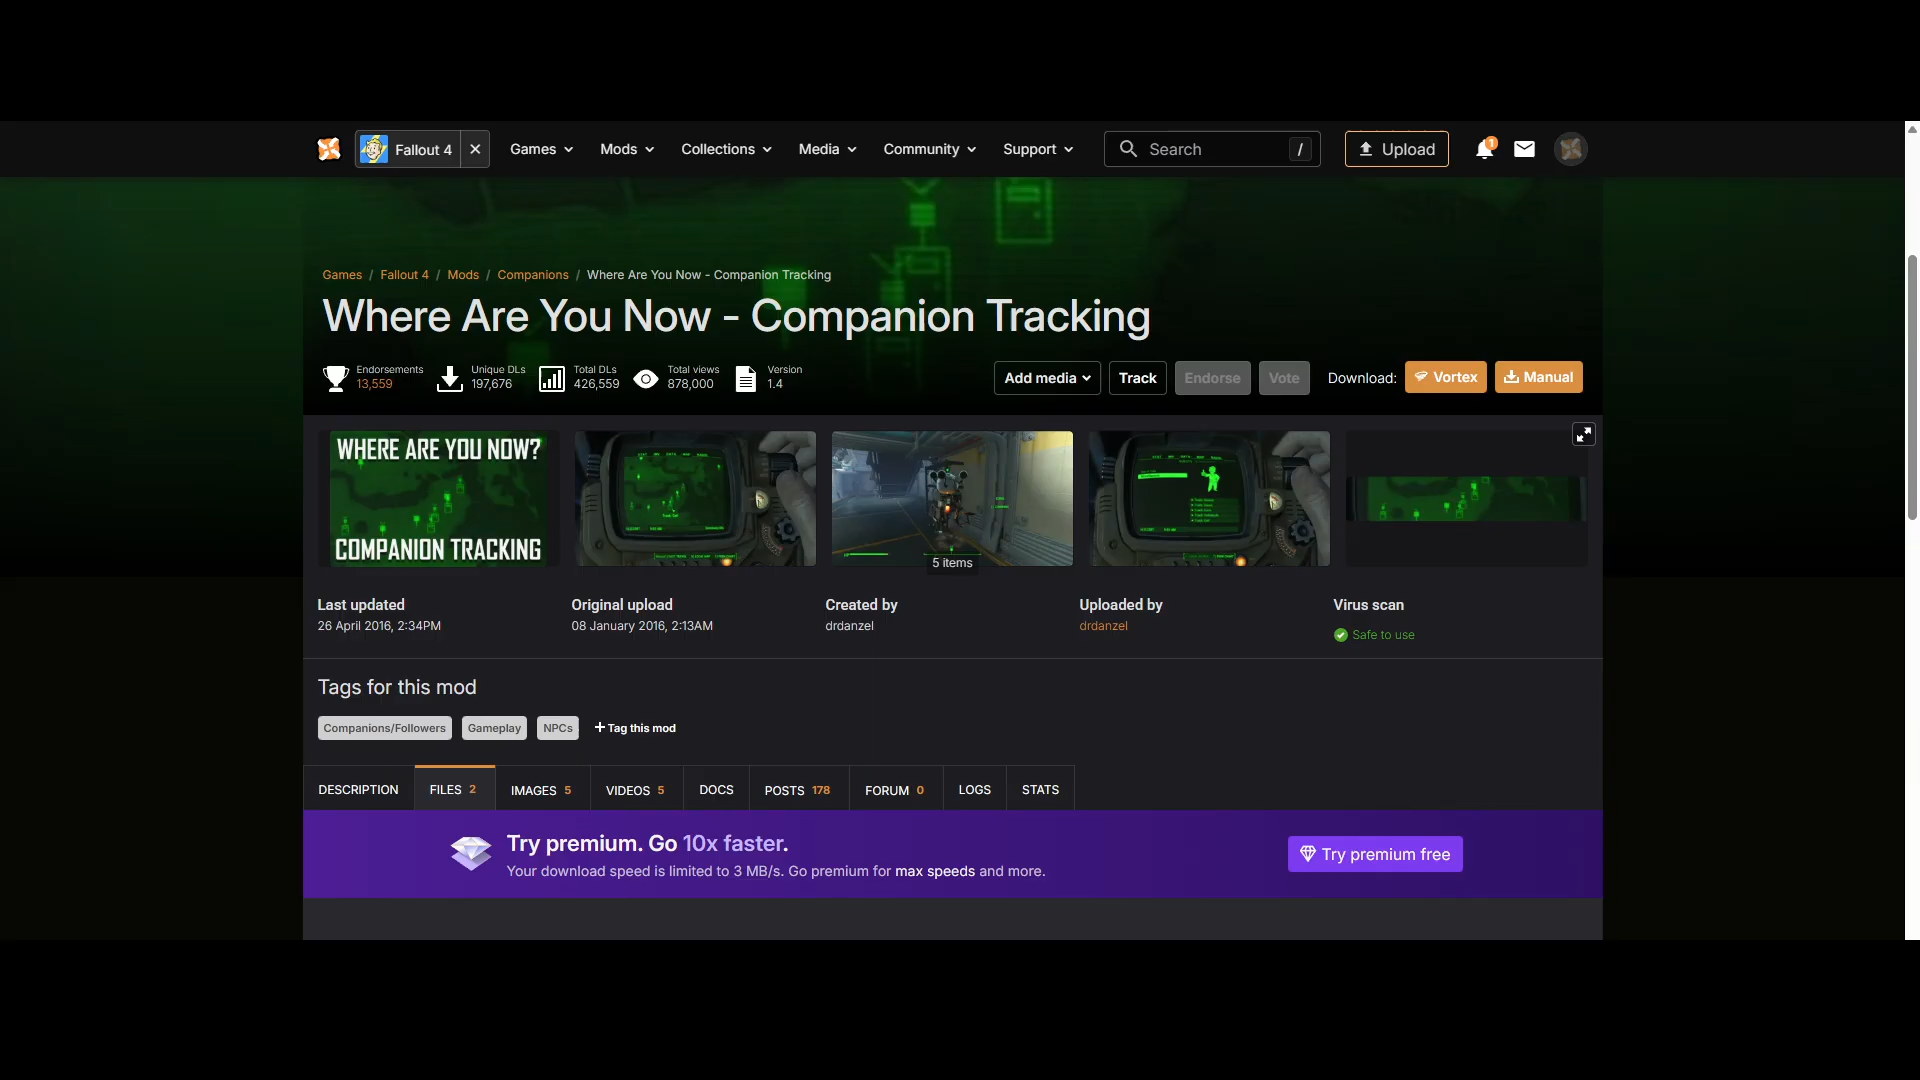 Fallout 4
Games
Mods
Collections
Media
Community
Support
Search
/
Upload
1
Games / Fallout 4 / Mods / Companions / Where Are You Now - Companion Tracking
Where Are You Now - Companion Tracking
Endorsements
13,559
Unique DLs
197,676
Total DLs
426,559
Total views
878,000
Version
1.4
Add media
Track
Endorse
Vote
Download:
Vortex
Manual
WHERE ARE YOU NOW?
COMPANION TRACKING
5 items
Last updated
26 April 2016, 2:34PM
Original upload
08 January 2016, 2:13AM
Created by
drdanzel
Uploaded by
drdanzel
Virus scan
Safe to use
Tags for this mod
Companions/Followers
Gameplay
NPCs
Tag this mod
DESCRIPTION
FILES 2
IMAGES 5
VIDEOS 5
DOCS
POSTS 178
FORUM 0
LOGS
STATS
Try premium. Go 10x faster.
Your download speed is limited to 3 MB/s. Go premium for max speeds and more.
Try premium free